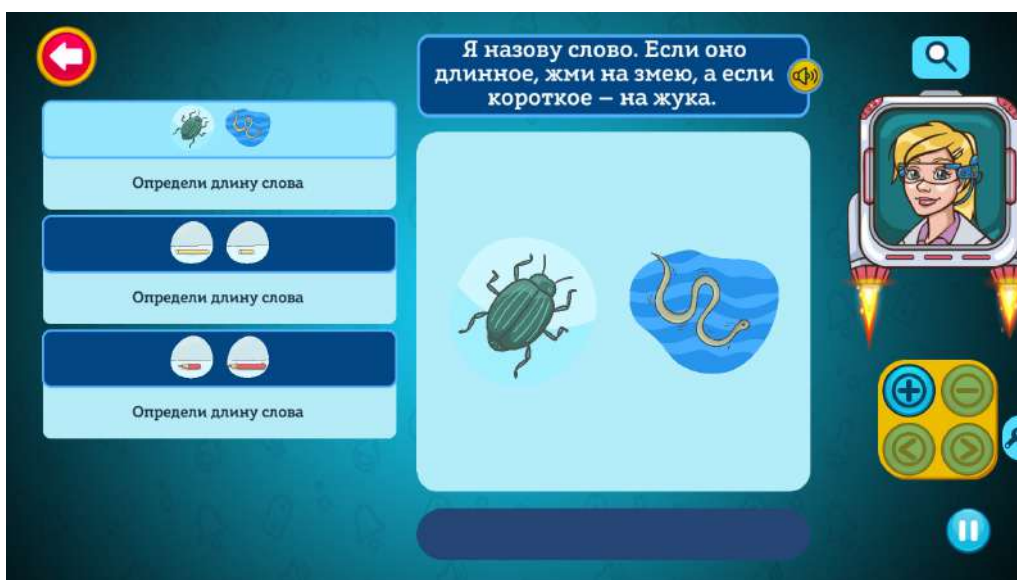 Я назову слово. Если оно
длинное, жми на змею, а если
короткое – на жука.
Определи длину слова
Определи длину слова
Определи длину слова